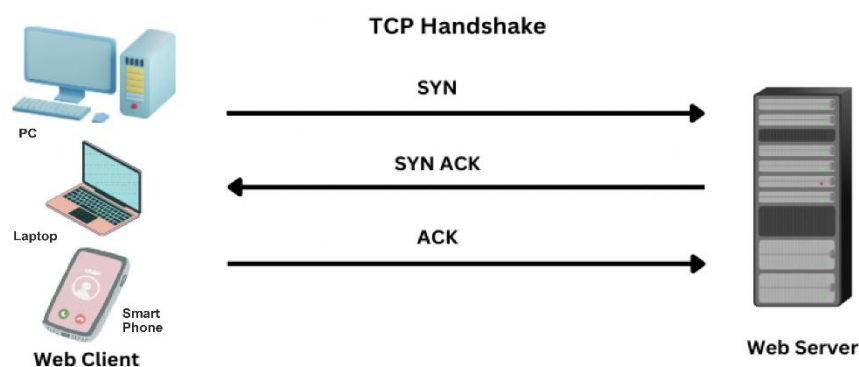 TCP Handshake
SYN
PC
SYN ACK
Laptop
ACK
Smart
Phone
Web Client
Web Server